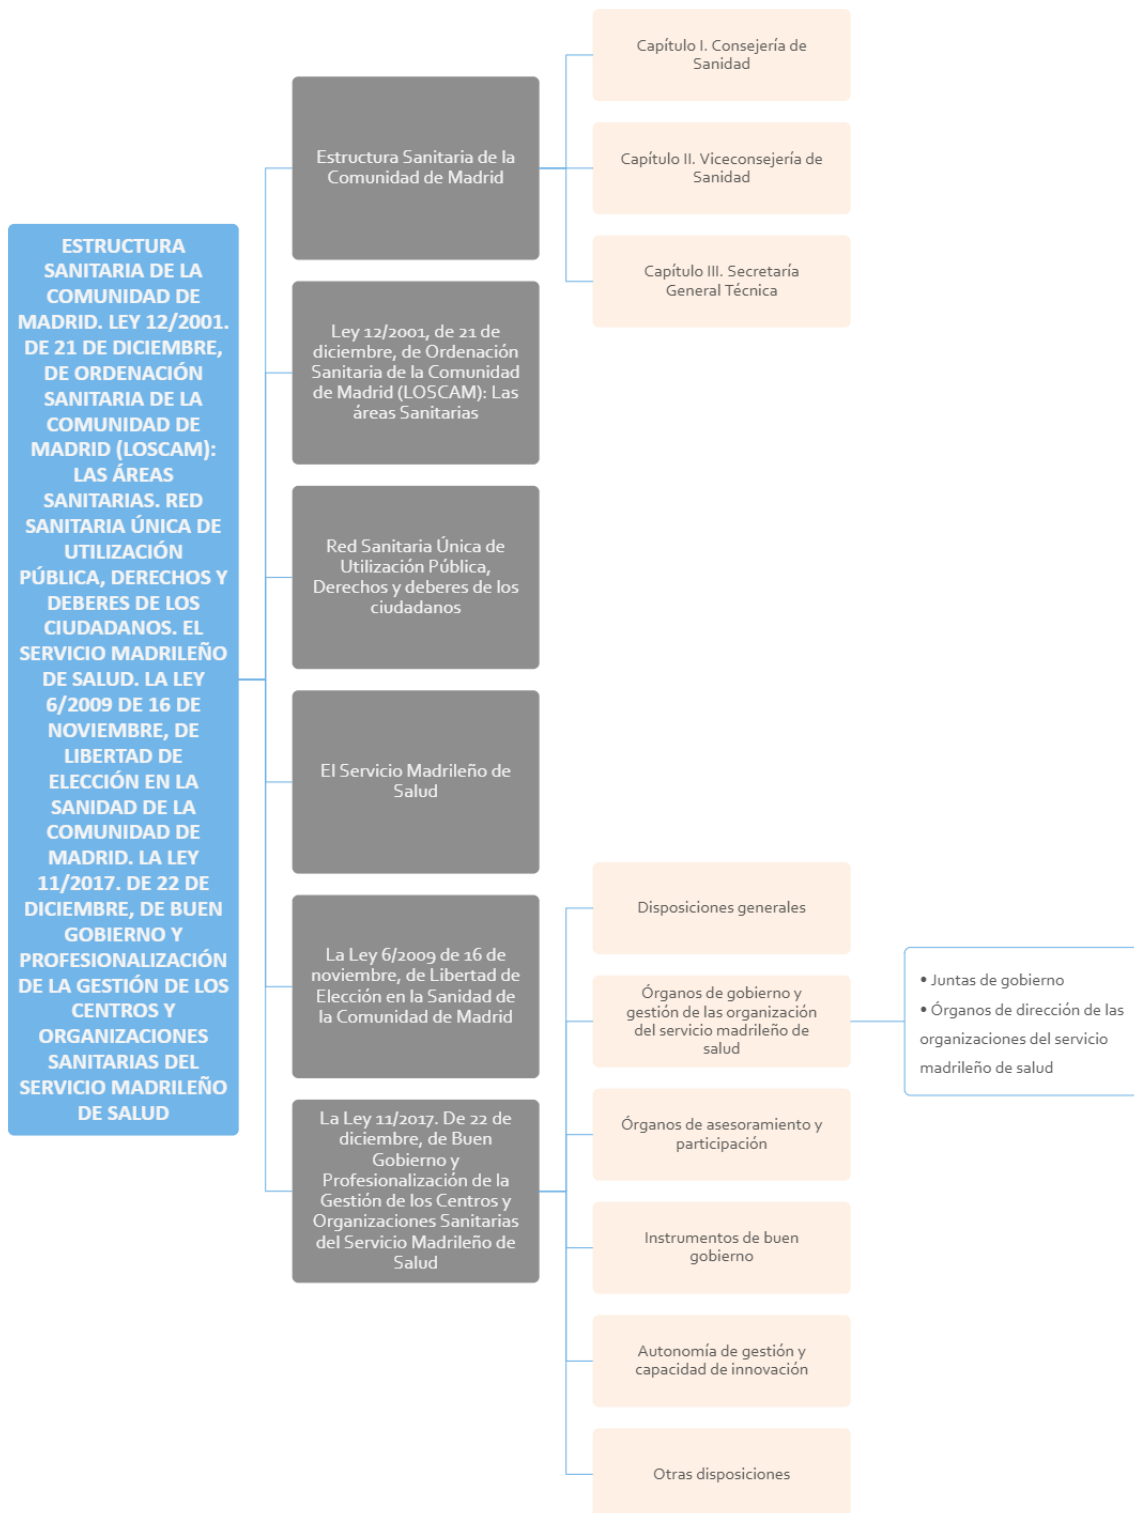 ESTRUCTURA
SANITARIA DE LA
COMUNIDAD DE
MADRID. LEY 12/2001.
DE 21 DE DICIEMBRE,
DE ORDENACIÓN
SANITARIA DE LA
COMUNIDAD DE
MADRID (LOSCAM):
LAS ÁREAS
SANITARIAS. RED
SANITARIA ÚNICA DE
UTILIZACIÓN
PÚBLICA, DERECHOS Y
DEBERES DE LOS
CIUDADANOS. EL
SERVICIO MADRILEÑO
DE SALUD. LA LEY
6/2009 DE 16 DE
NOVIEMBRE, DE
LIBERTAD DE
ELECCIÓN EN LA
SANIDAD DE LA
COMUNIDAD DE
MADRID. LA LEY
11/2017. DE 22 DE
DICIEMBRE, DE BUEN
GOBIERNO Y
PROFESIONALIZACIÓN
DE LA GESTIÓN DE LOS
CENTROS Y
ORGANIZACIONES
SANITARIAS DEL
SERVICIO MADRILEÑO
DE SALUD
Estructura Sanitaria de la
Comunidad de Madrid
Capítulo I. Consejería de
Sanidad
Capítulo II. Viceconsejería de
Sanidad
Capítulo III. Secretaría
General Técnica
Ley 12/2001, de 21 de
diciembre, de Ordenación
Sanitaria de la Comunidad
de Madrid (LOSCAM): Las
áreas Sanitarias
Red Sanitaria Única de
Utilización Pública,
Derechos y deberes de los
ciudadanos
El Servicio Madrileño de
Salud
La Ley 6/2009 de 16 de
noviembre, de Libertad de
Elección en la Sanidad de
la Comunidad de Madrid
La Ley 11/2017. De 22 de
diciembre, de Buen
Gobierno y
Profesionalización de la
Gestión de los Centros y
Organizaciones Sanitarias
del Servicio Madrileño de
Salud
Disposiciones generales
Órganos de gobierno y
gestión de las organización
del servicio madrileño de
salud
• Juntas de gobierno
• Órganos de dirección de las
organizaciones del servicio
madrileño de salud
Órganos de asesoramiento y
participación
Instrumentos de buen
gobierno
Autonomía de gestión y
capacidad de innovación
Otras disposiciones